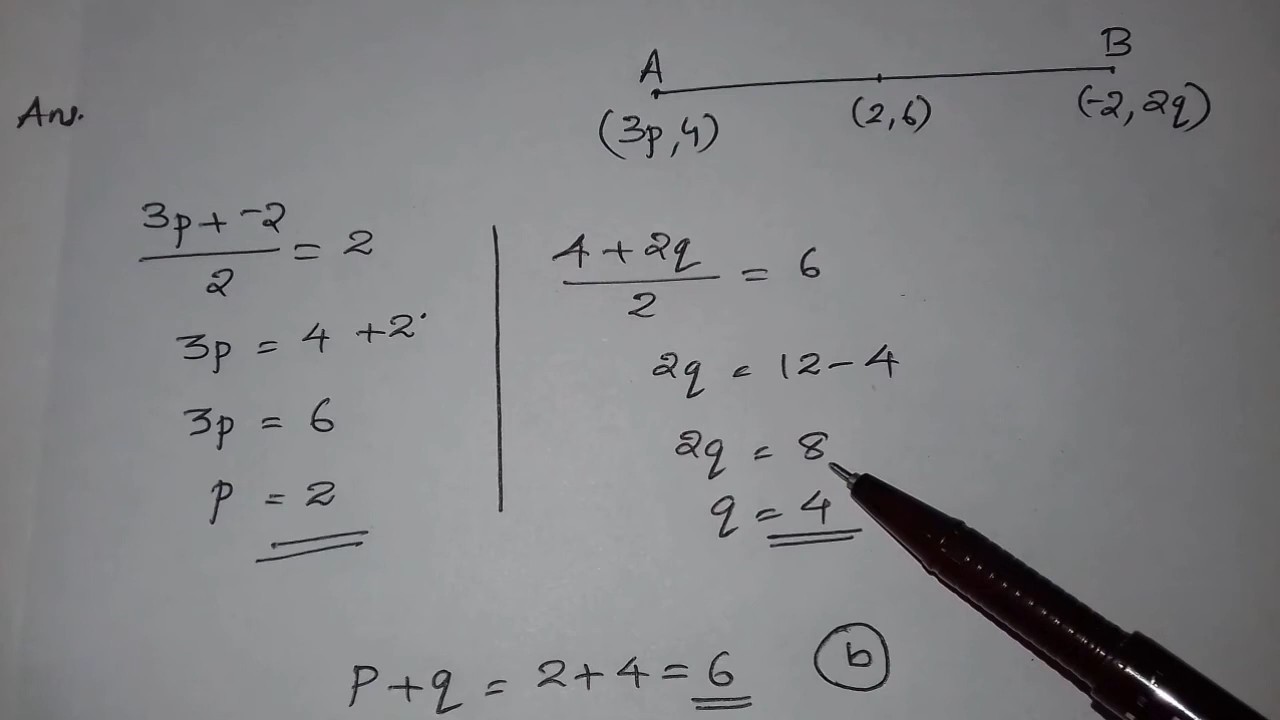 A B
Ans.
(3p,4) (2,6) (-2, 2q)
3p + -2 / 2 = 2
3p = 4 +2
3p = 6
p = 2
4 + 2q / 2 = 6
2q = 12 - 4
2q = 8
q = 4
P + q = 2 + 4 = 6 b